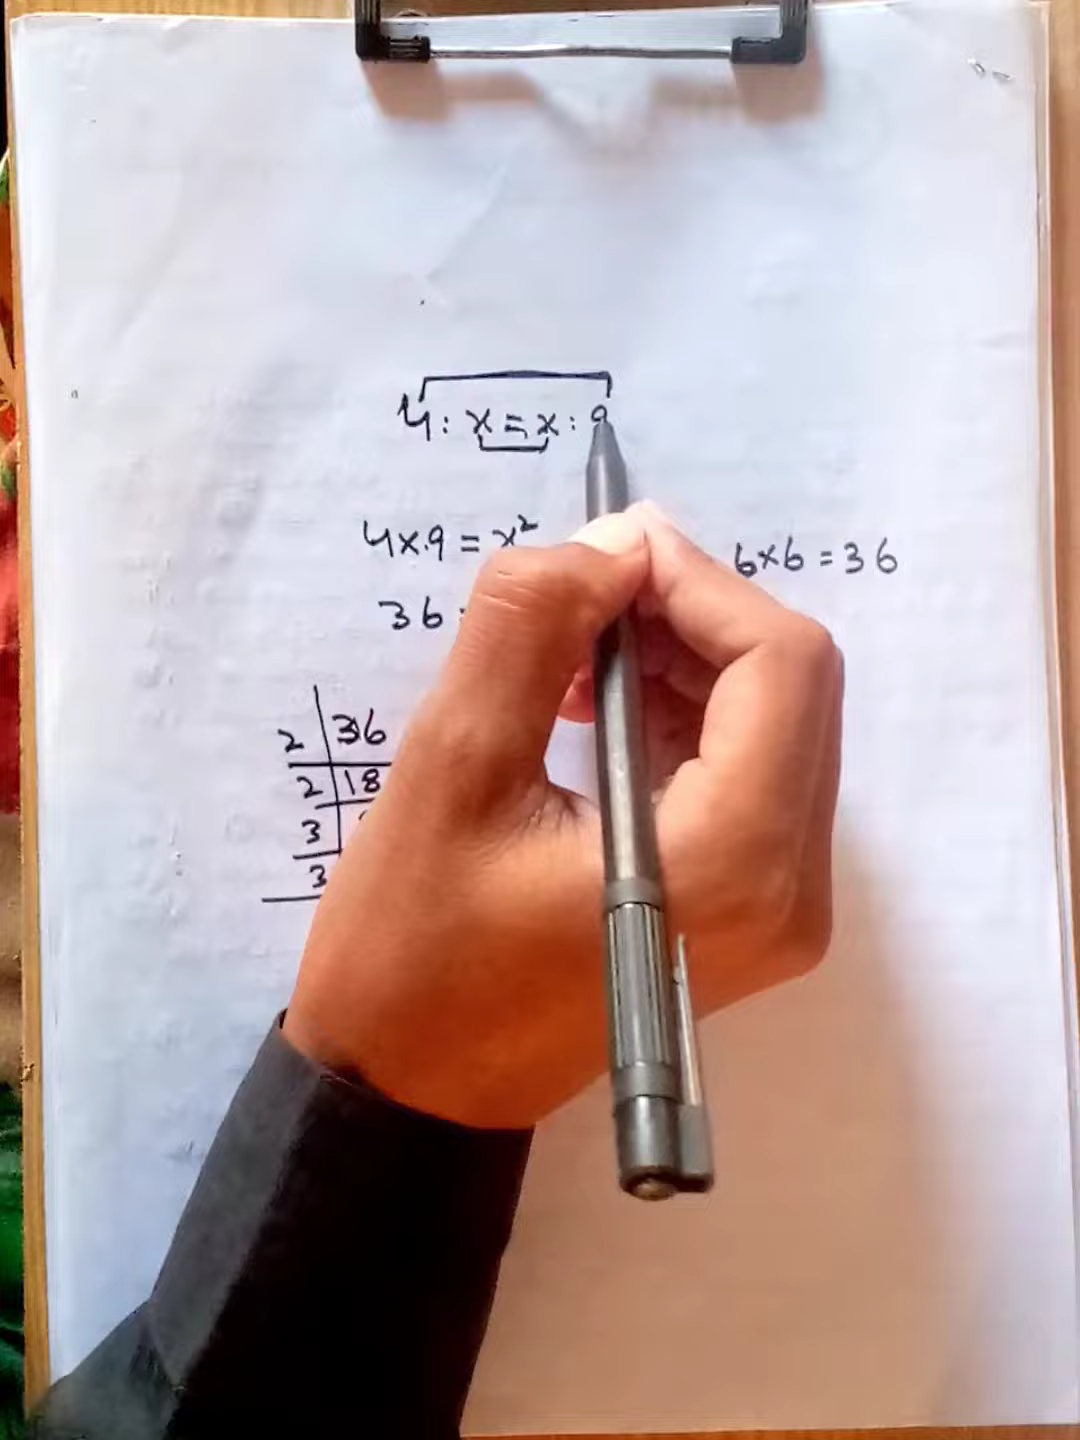 4 : x = x : 9
4 x 9 = x²
6 x 6 = 36
36
2 36
2 18
3
3